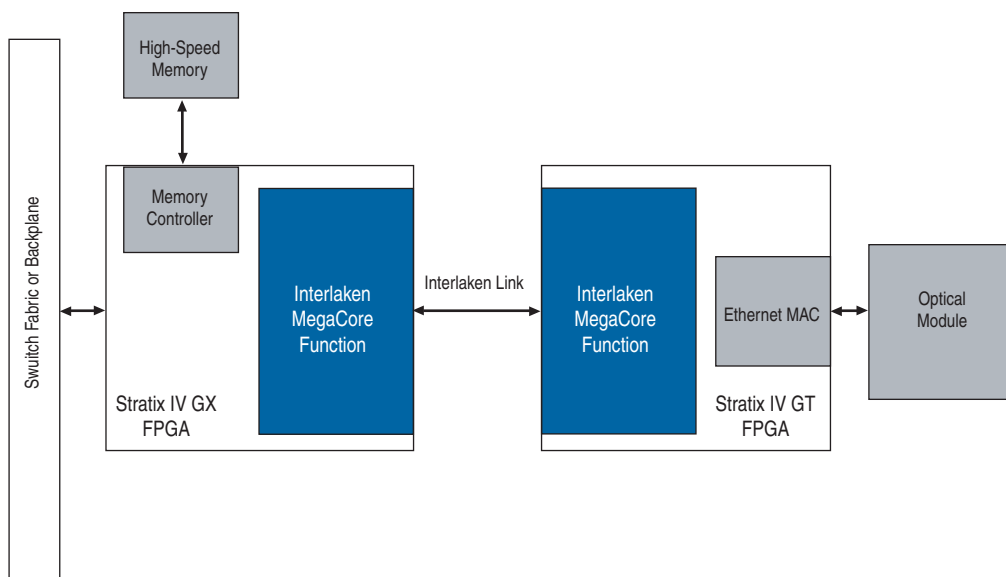 High-Speed
Memory
Swuitch Fabric or Backplane
Memory
Controller
Interlaken
MegaCore
Function
Stratix IV GX
FPGA
Interlaken Link
Interlaken
MegaCore
Function
Ethernet MAC
Stratix IV GT
FPGA
Optical
Module